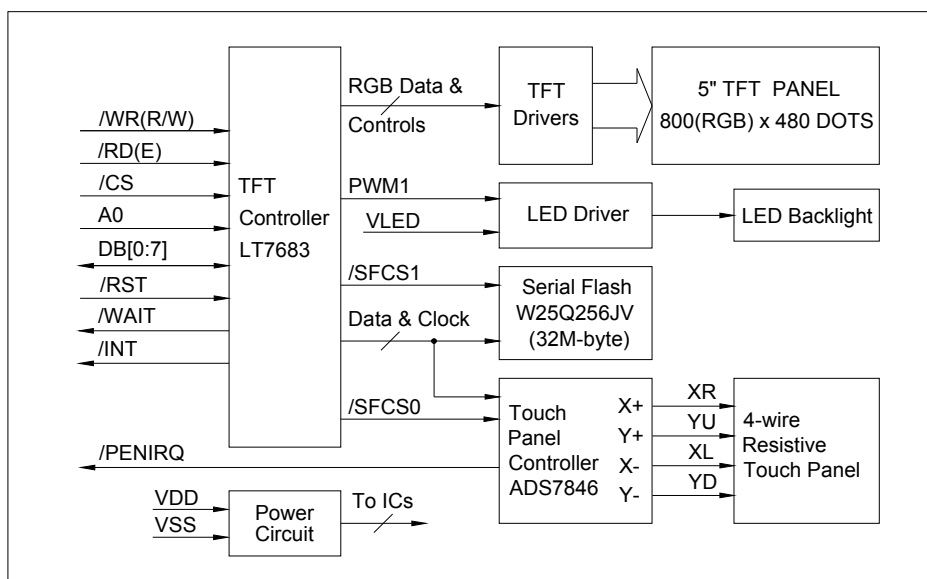 /WR(R/W)
/RD(E)
/CS
A0
DB[0:7]
/RST
/WAIT
/INT
/PENIRQ
TFT
Controller
LT7683
RGB Data &
Controls
PWM1
VLED
/SFCS1
Data & Clock
/SFCS0
TFT
Drivers
5" TFT PANEL
800(RGB) x 480 DOTS
LED Driver
LED Backlight
Serial Flash
W25Q256JV
(32M-byte)
Touch
Panel
Controller
ADS7846
X+
Y+
X-
Y-
XR
YU
XL
YD
4-wire
Resistive
Touch Panel
VDD
VSS
Power
Circuit
To ICs